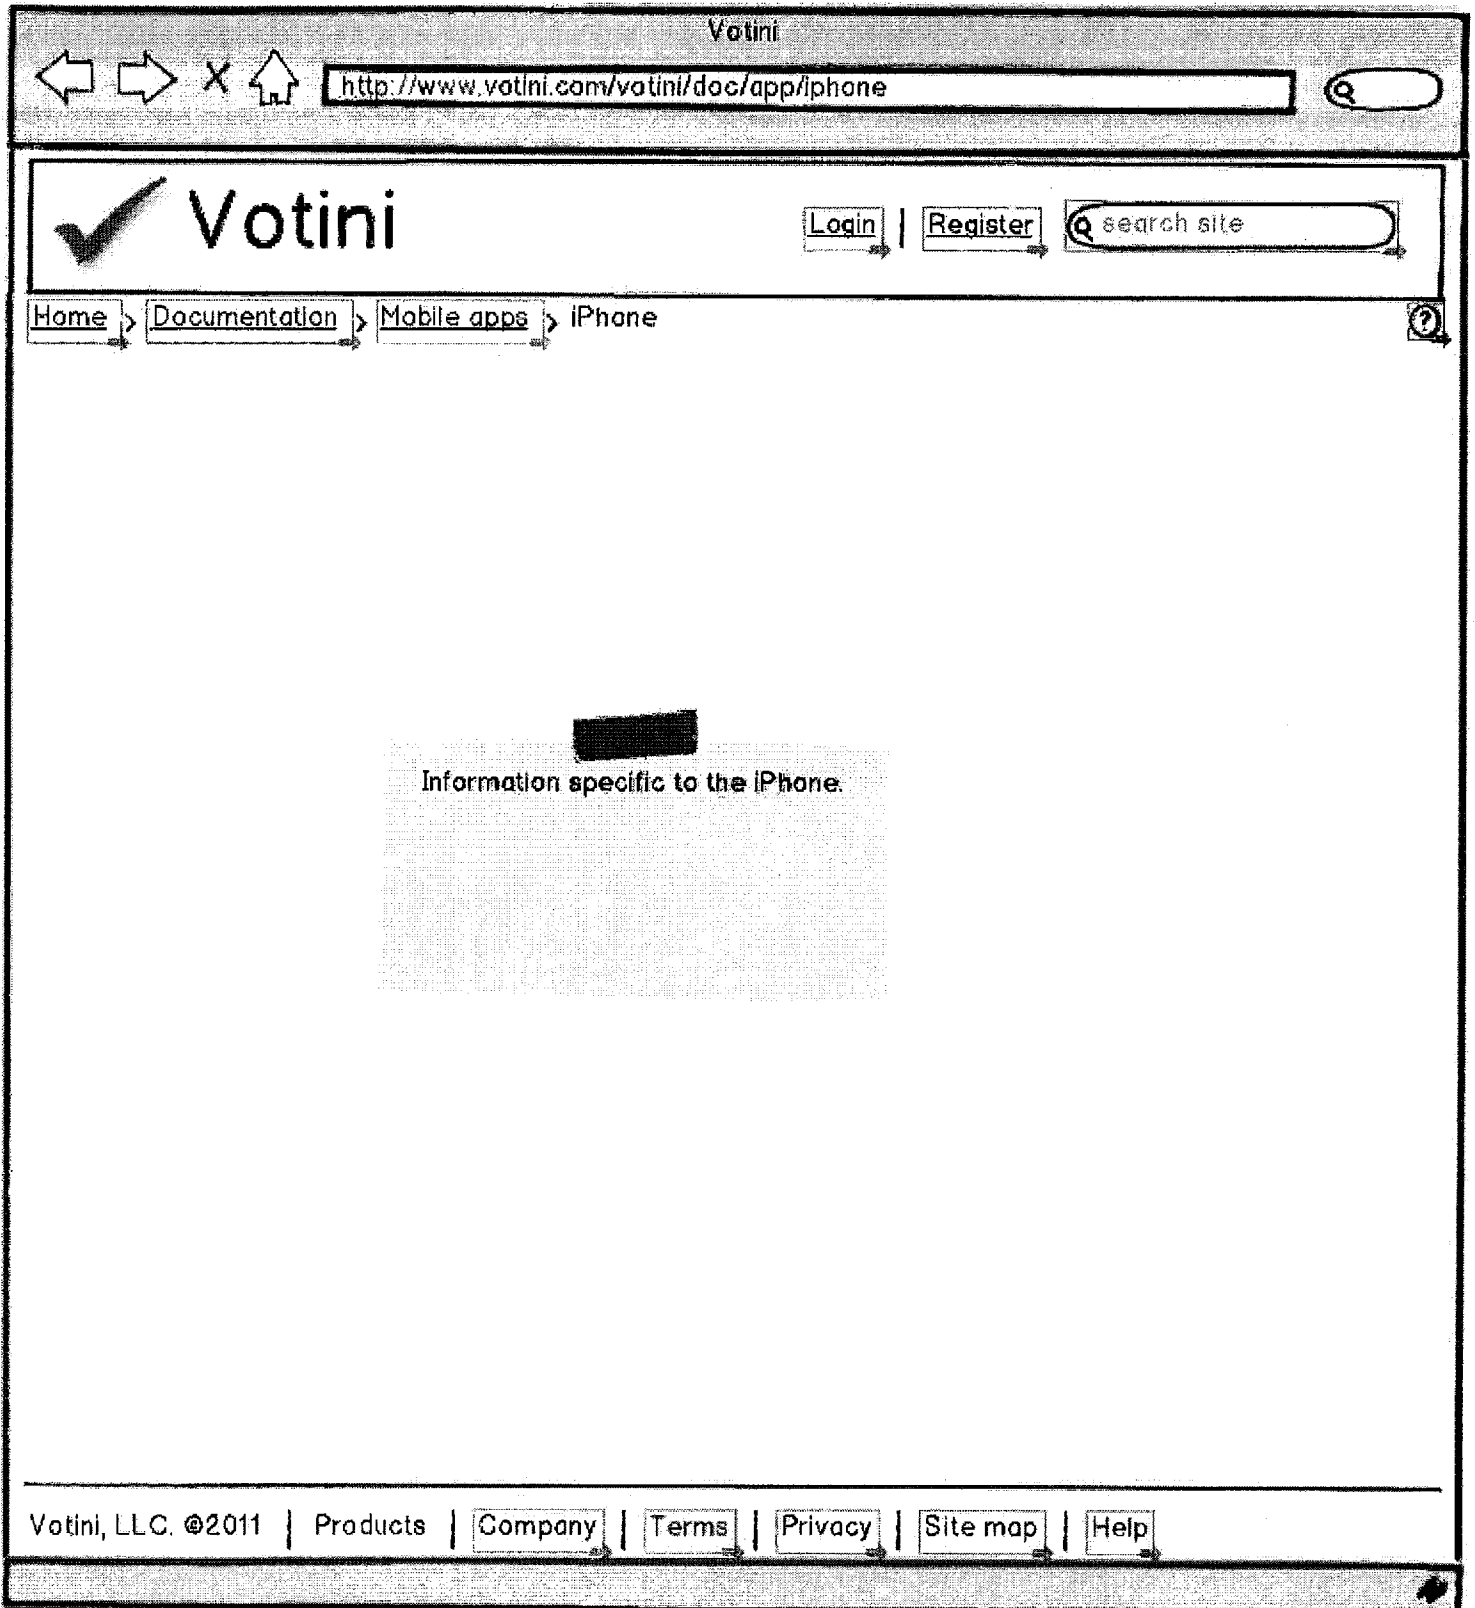 Votini
http://www.votini.com/votini/doc/app/iphone
Votini
Login | Register search site
Home > Documentation > Mobile apps > iPhone ?
Information specific to the iPhone.
Votini, LLC. ©2011 | Products | Company | Terms | Privacy | Site map | Help